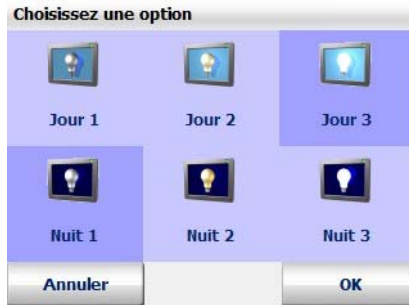 Choisissez une option
Jour 1 Jour 2 Jour 3
Nuit 1 Nuit 2 Nuit 3
Annuler OK